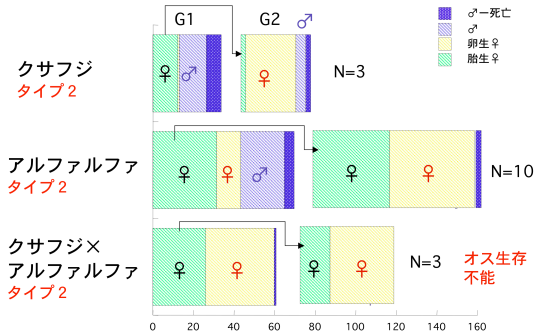 G1 G2 ♂
♂ー死亡
♂
卵生♀
胎生♀
クサフジ
タイプ2
♀ ♂ ♀
N=3
アルファルファ
タイプ2
♀ ♀ ♂ ♀ ♀
N=10
クサフジ×
アルファルファ
タイプ2
♀ ♀ ♀ ♀
N=3
オス生存
不能
0 20 40 60 80 100 120 140 160